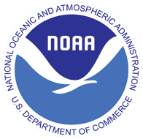 NATIONAL OCEANIC AND ATMOSPHERIC ADMINISTRATION
NOAA
U.S. DEPARTMENT OF COMMERCE